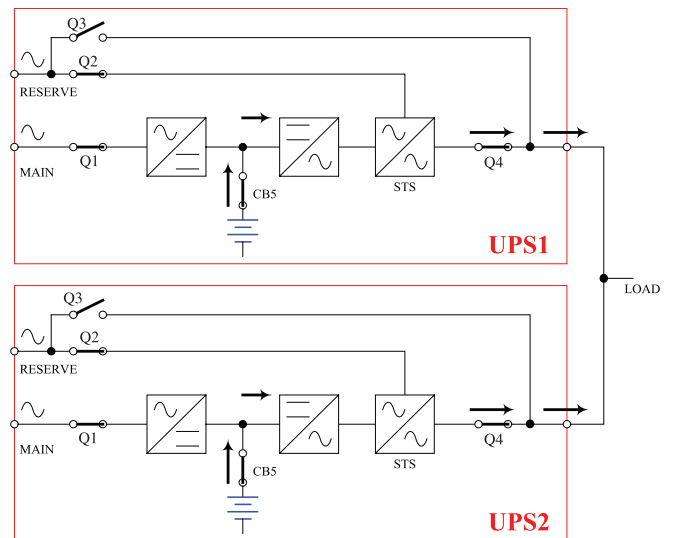 Q3
Q2
RESERVE
MAIN
Q1
CB5
STS
Q4
UPS1
LOAD
Q3
Q2
RESERVE
MAIN
Q1
CB5
STS
Q4
UPS2